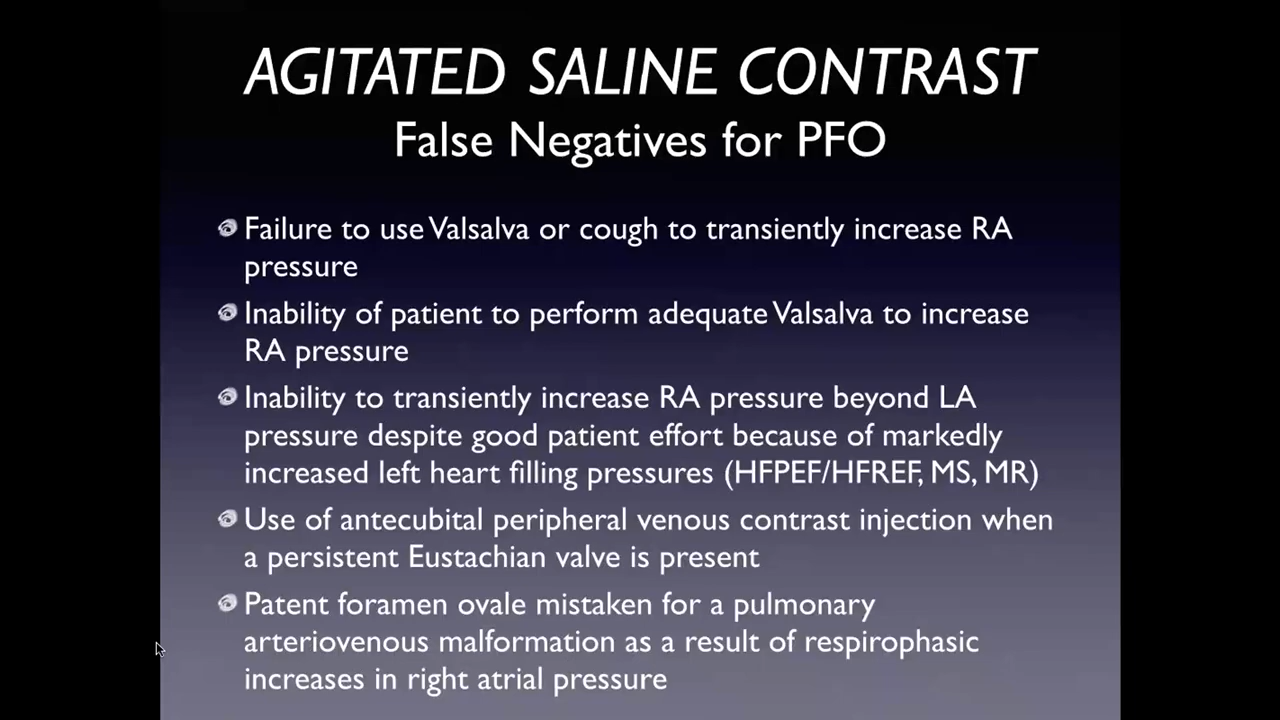 AGITATED SALINE CONTRAST
False Negatives for PFO
Failure to use Valsalva or cough to transiently increase RA
pressure
Inability of patient to perform adequate Valsalva to increase
RA pressure
Inability to transiently increase RA pressure beyond LA
pressure despite good patient effort because of markedly
increased left heart filling pressures (HFPEF/HFREF, MS, MR)
Use of antecubital peripheral venous contrast injection when
a persistent Eustachian valve is present
Patent foramen ovale mistaken for a pulmonary
arteriovenous malformation as a result of respirophasic
increases in right atrial pressure